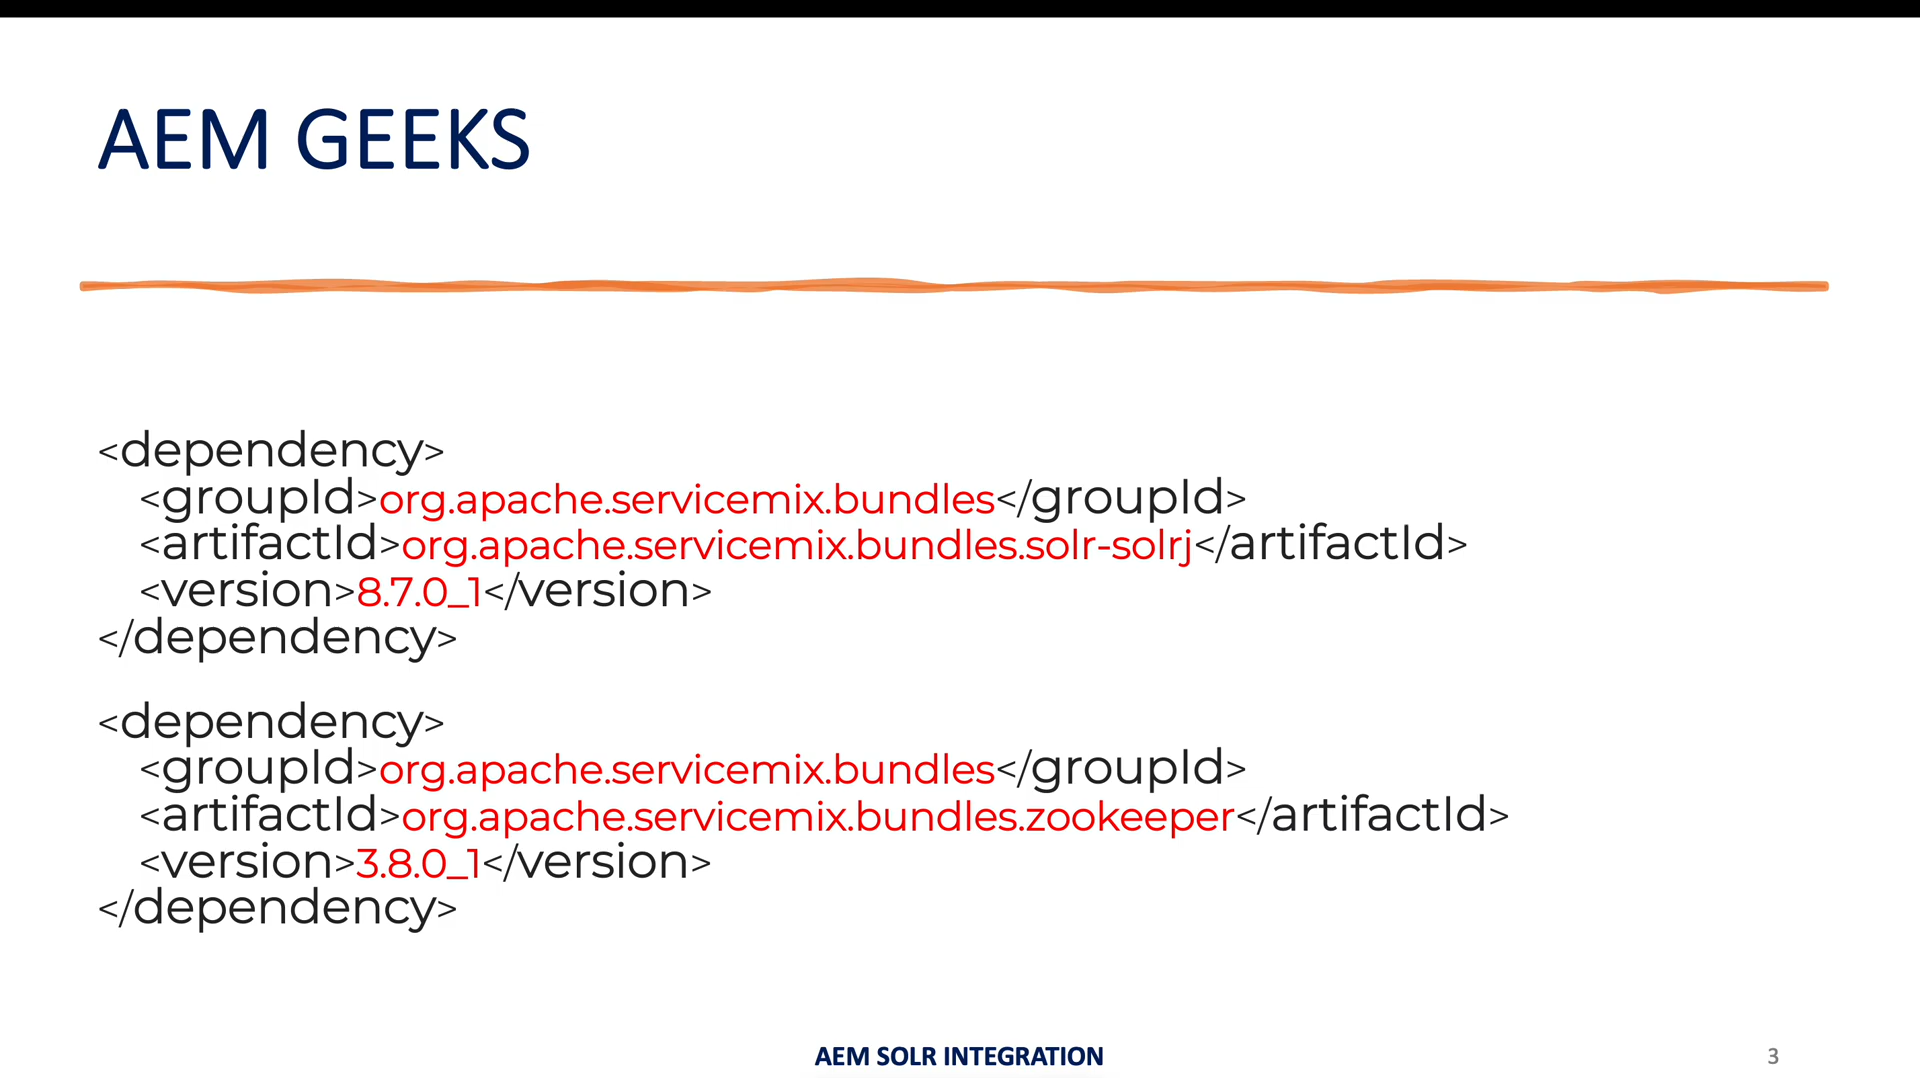 AEM GEEKS
<dependency>
<groupId>org.apache.servicemix.bundles</groupId>
<artifactId>org.apache.servicemix.bundles.solr-solrj</artifactId>
<version>8.7.0_1</version>
</dependency>
<dependency>
<groupId>org.apache.servicemix.bundles</groupId>
<artifactId>org.apache.servicemix.bundles.zookeeper</artifactId>
<version>3.8.0_1</version>
</dependency>
AEM SOLR INTEGRATION
3